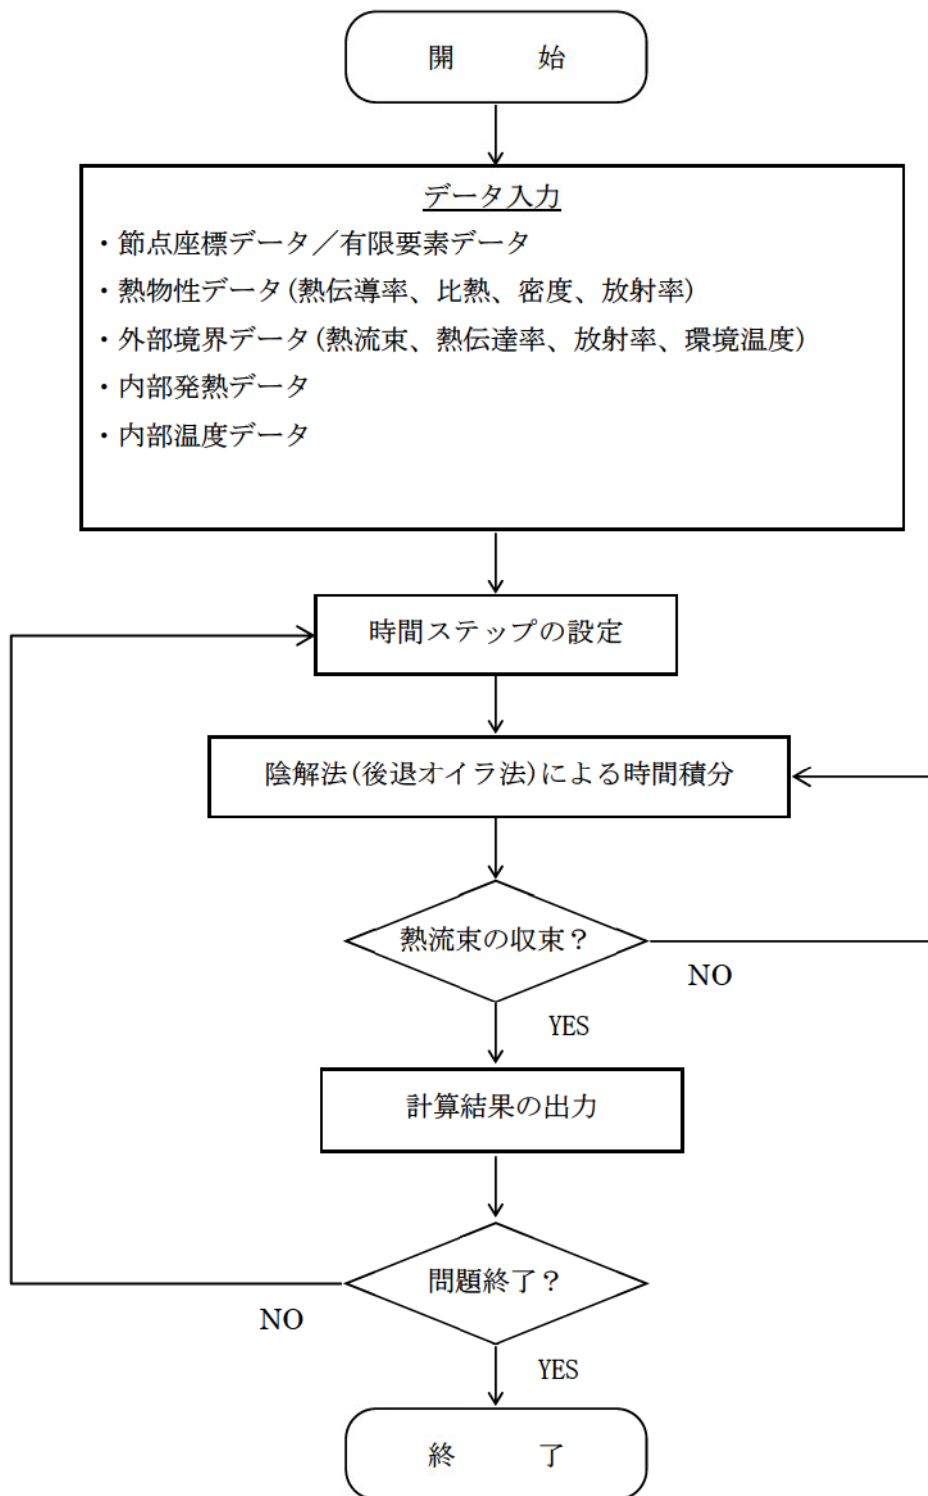 開　始
データ入力
・節点座標データ／有限要素データ
・熱物性データ(熱伝導率、比熱、密度、放射率)
・外部境界データ(熱流束、熱伝達率、放射率、環境温度)
・内部発熱データ
・内部温度データ
時間ステップの設定
陰解法(後退オイラ法)による時間積分
熱流束の収束？
NO
YES
計算結果の出力
問題終了？
NO
YES
終　了